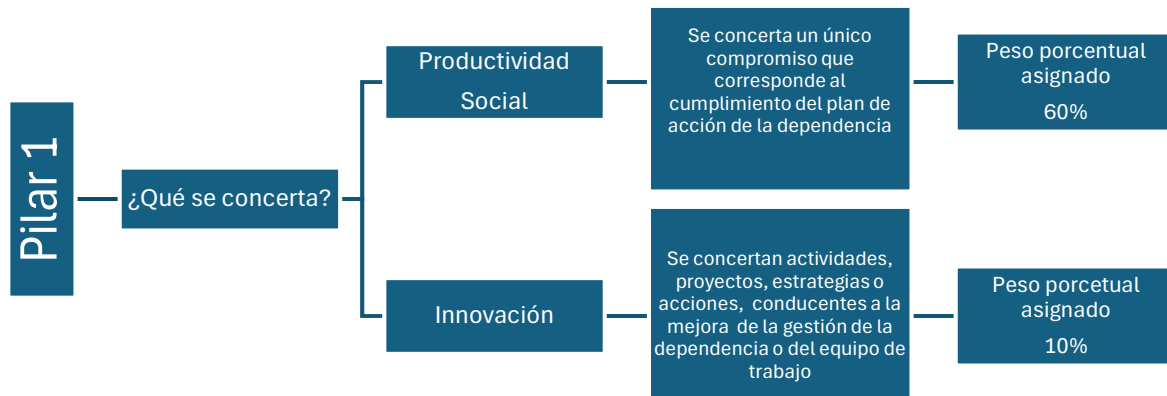 Pilar 1
¿Qué se concerta?
Productividad
Social
Se concerta un único
compromiso que
corresponde al
cumplimiento del plan de
acción de la dependencia
Peso porcentual
asignado
60%
Innovación
Se concertan actividades,
proyectos, estrategias o
acciones, conducentes a la
mejora de la gestión de la
dependencia o del equipo de
trabajo
Peso porcetual
asignado
10%